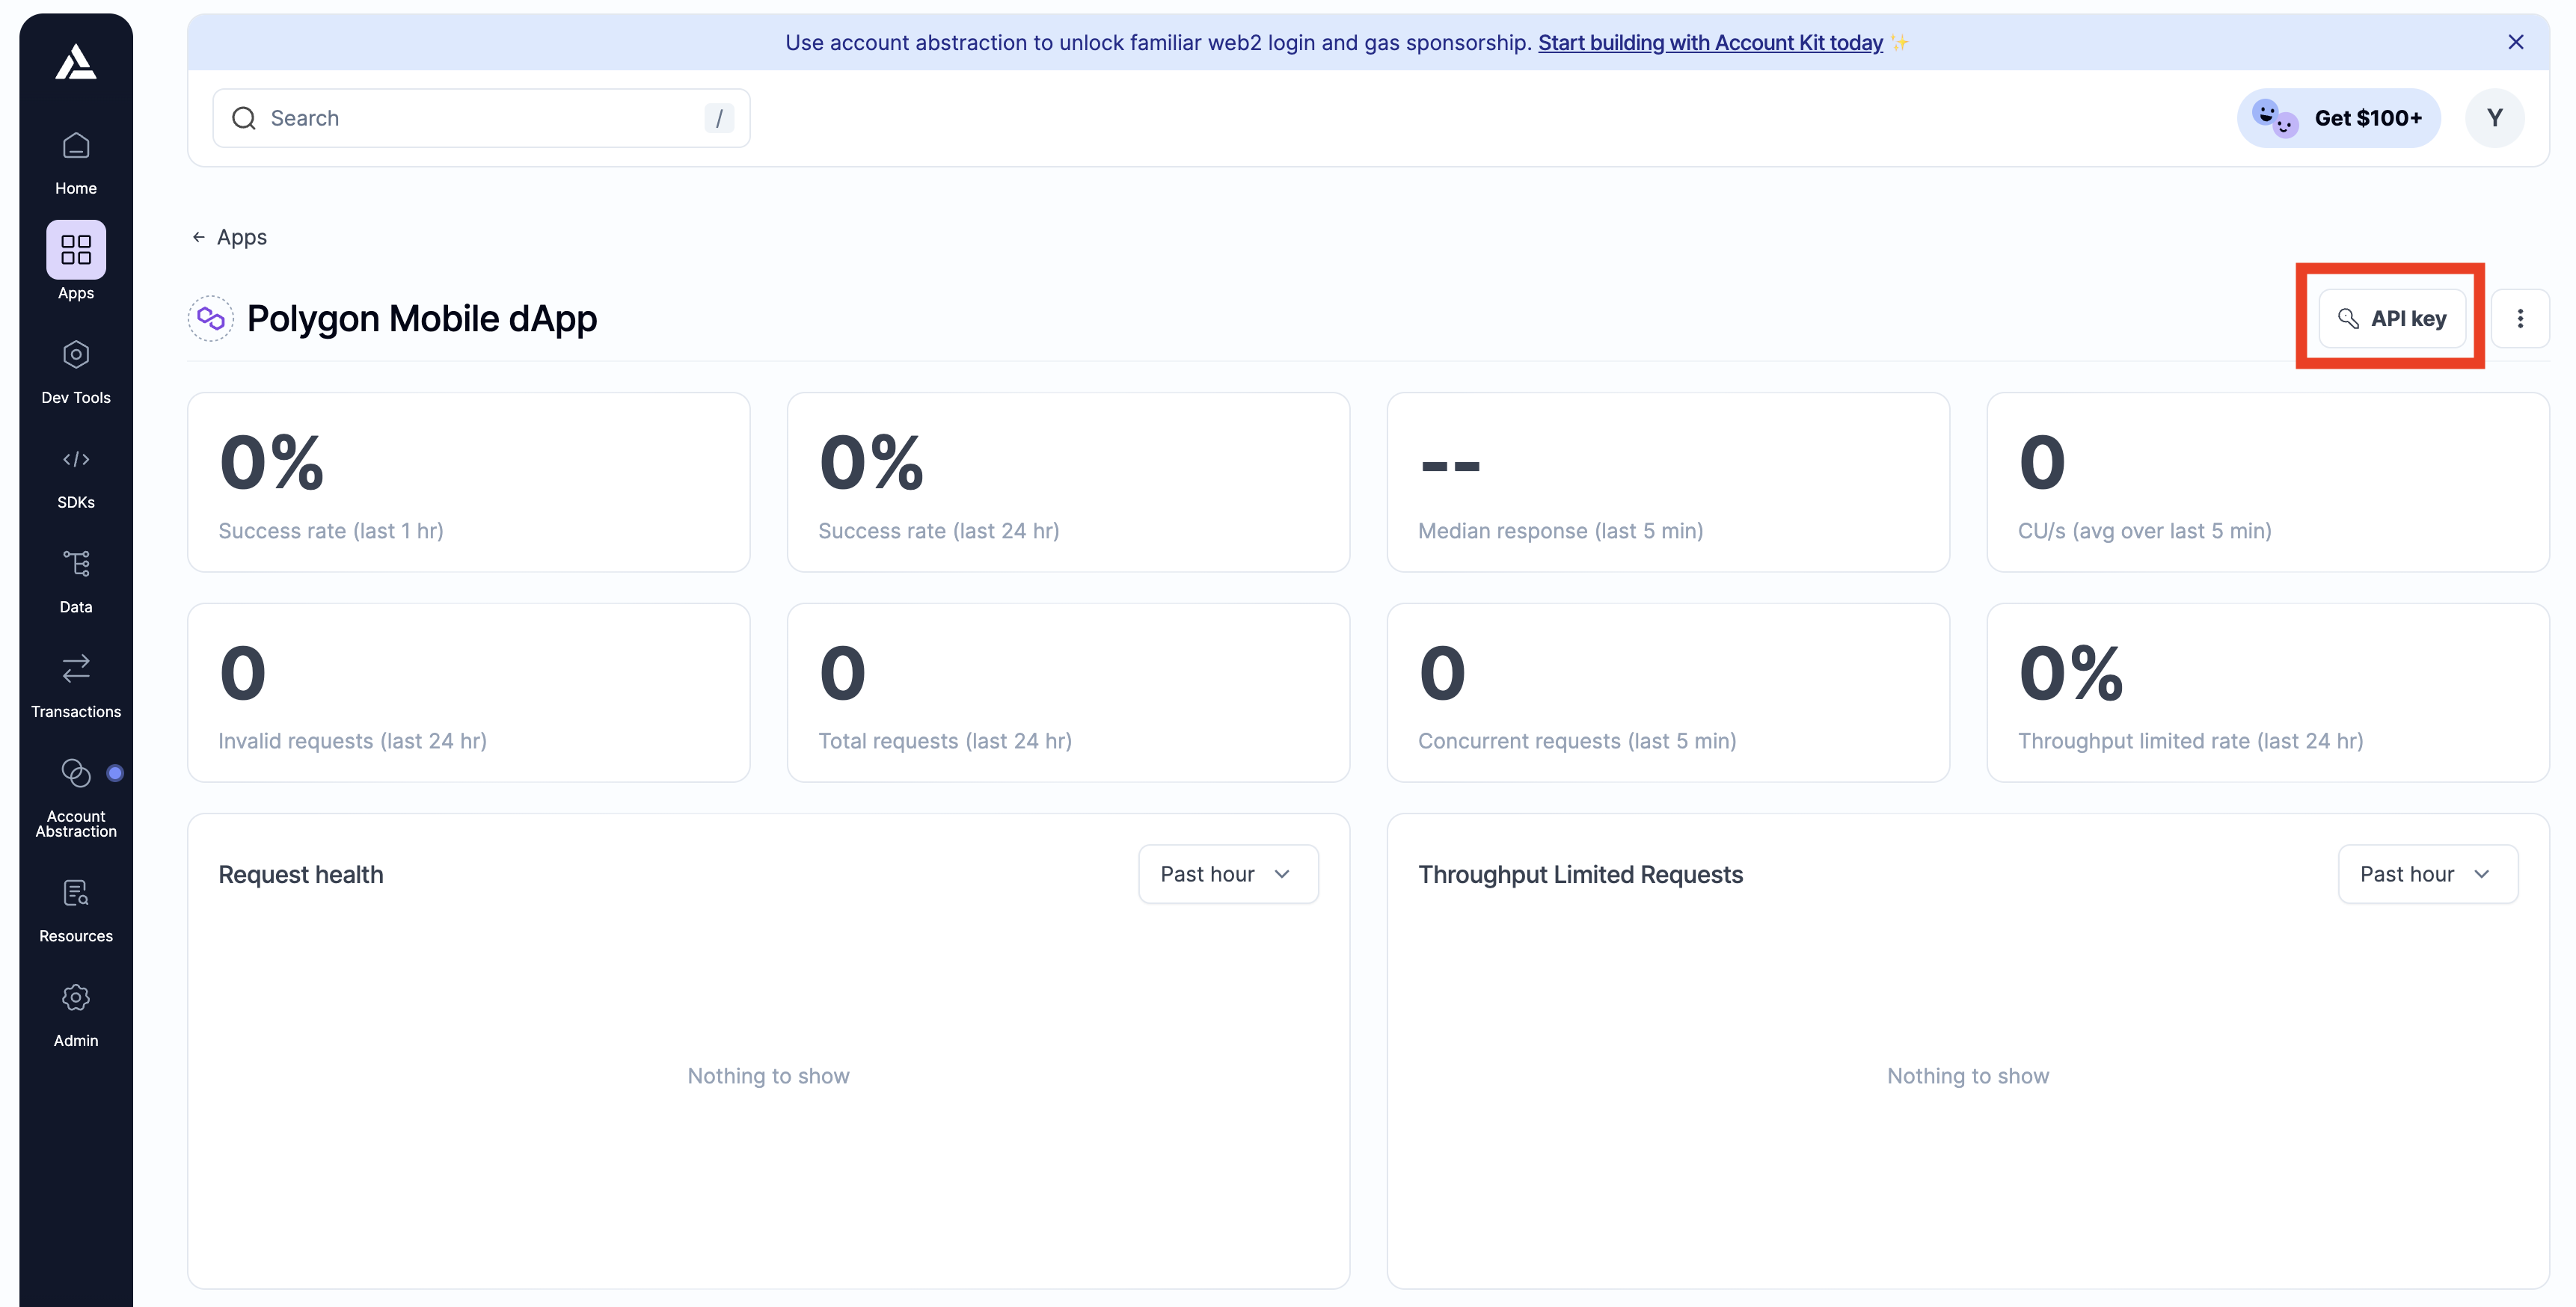 Use account abstraction to unlock familiar web2 login and gas sponsorship. Start building with Account Kit today ✨
Search /
Get $100+
Y
Home
Apps
Dev Tools
SDKs
Data
Transactions
Account
Abstraction
Resources
Admin
← Apps
Polygon Mobile dApp
API key
0%
Success rate (last 1 hr)
0%
Success rate (last 24 hr)
--
Median response (last 5 min)
0
CU/s (avg over last 5 min)
0
Invalid requests (last 24 hr)
0
Total requests (last 24 hr)
0
Concurrent requests (last 5 min)
0%
Throughput limited rate (last 24 hr)
Request health
Past hour
Nothing to show
Throughput Limited Requests
Past hour
Nothing to show